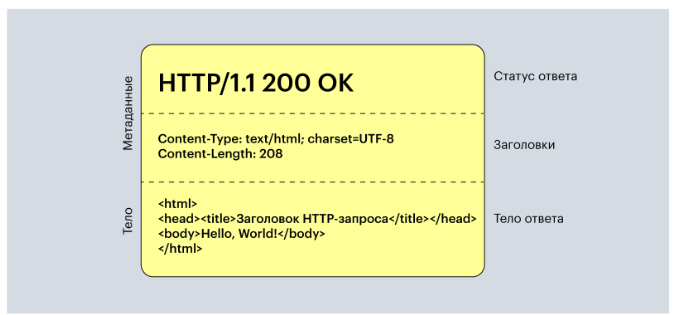 Метаданные
HTTP/1.1 200 OK
Статус ответа
Content-Type: text/html; charset=UTF-8
Content-Length: 208
Заголовки
Тело
<html>
<head><title>Заголовок HTTP-запроса</title></head>
<body>Hello, World!</body>
</html>
Тело ответа